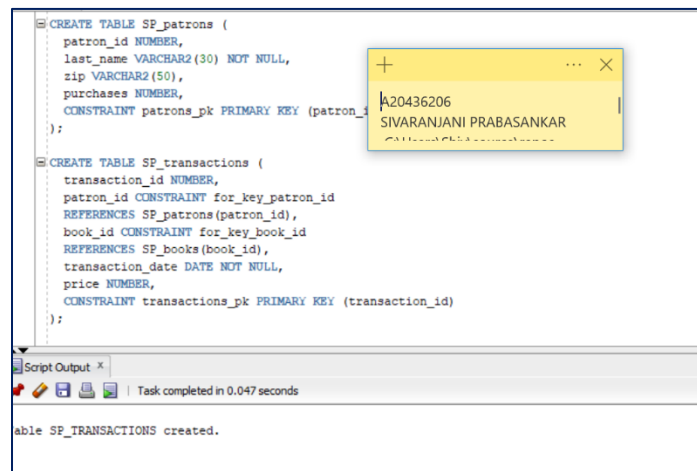 CREATE TABLE SP_patrons (
patron_id NUMBER,
last_name VARCHAR2(30) NOT NULL,
zip VARCHAR2(50),
purchases NUMBER,
CONSTRAINT patrons_pk PRIMARY KEY (patron_i
);
+ ... ×
A20436206
SIVARANJANI PRABASANKAR
CREATE TABLE SP_transactions (
transaction_id NUMBER,
patron_id CONSTRAINT for_key_patron_id
REFERENCES SP_patrons(patron_id),
book_id CONSTRAINT for_key_book_id
REFERENCES SP_books(book_id),
transaction_date DATE NOT NULL,
price NUMBER,
CONSTRAINT transactions_pk PRIMARY KEY (transaction_id)
);
Script Output ×
Task completed in 0.047 seconds
able SP_TRANSACTIONS created.